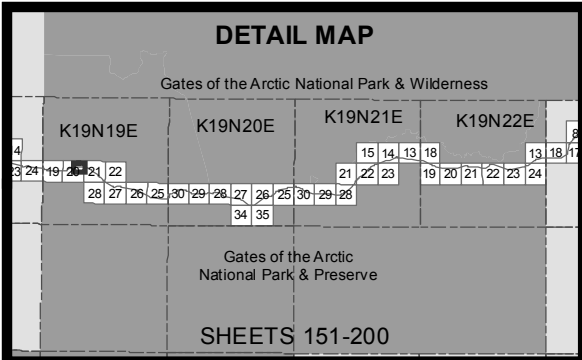 DETAIL MAP
Gates of the Arctic National Park & Wilderness
K19N19E
K19N20E
K19N21E
K19N22E
8
4
15 14 13 18
13 18 17
23 24 19 20 21 22
21 22 23
19 20 21 22 23 24
28 27 26 25 30 29 28 27 26 25 30 29 28
34 35
Gates of the Arctic
National Park & Preserve
SHEETS 151-200